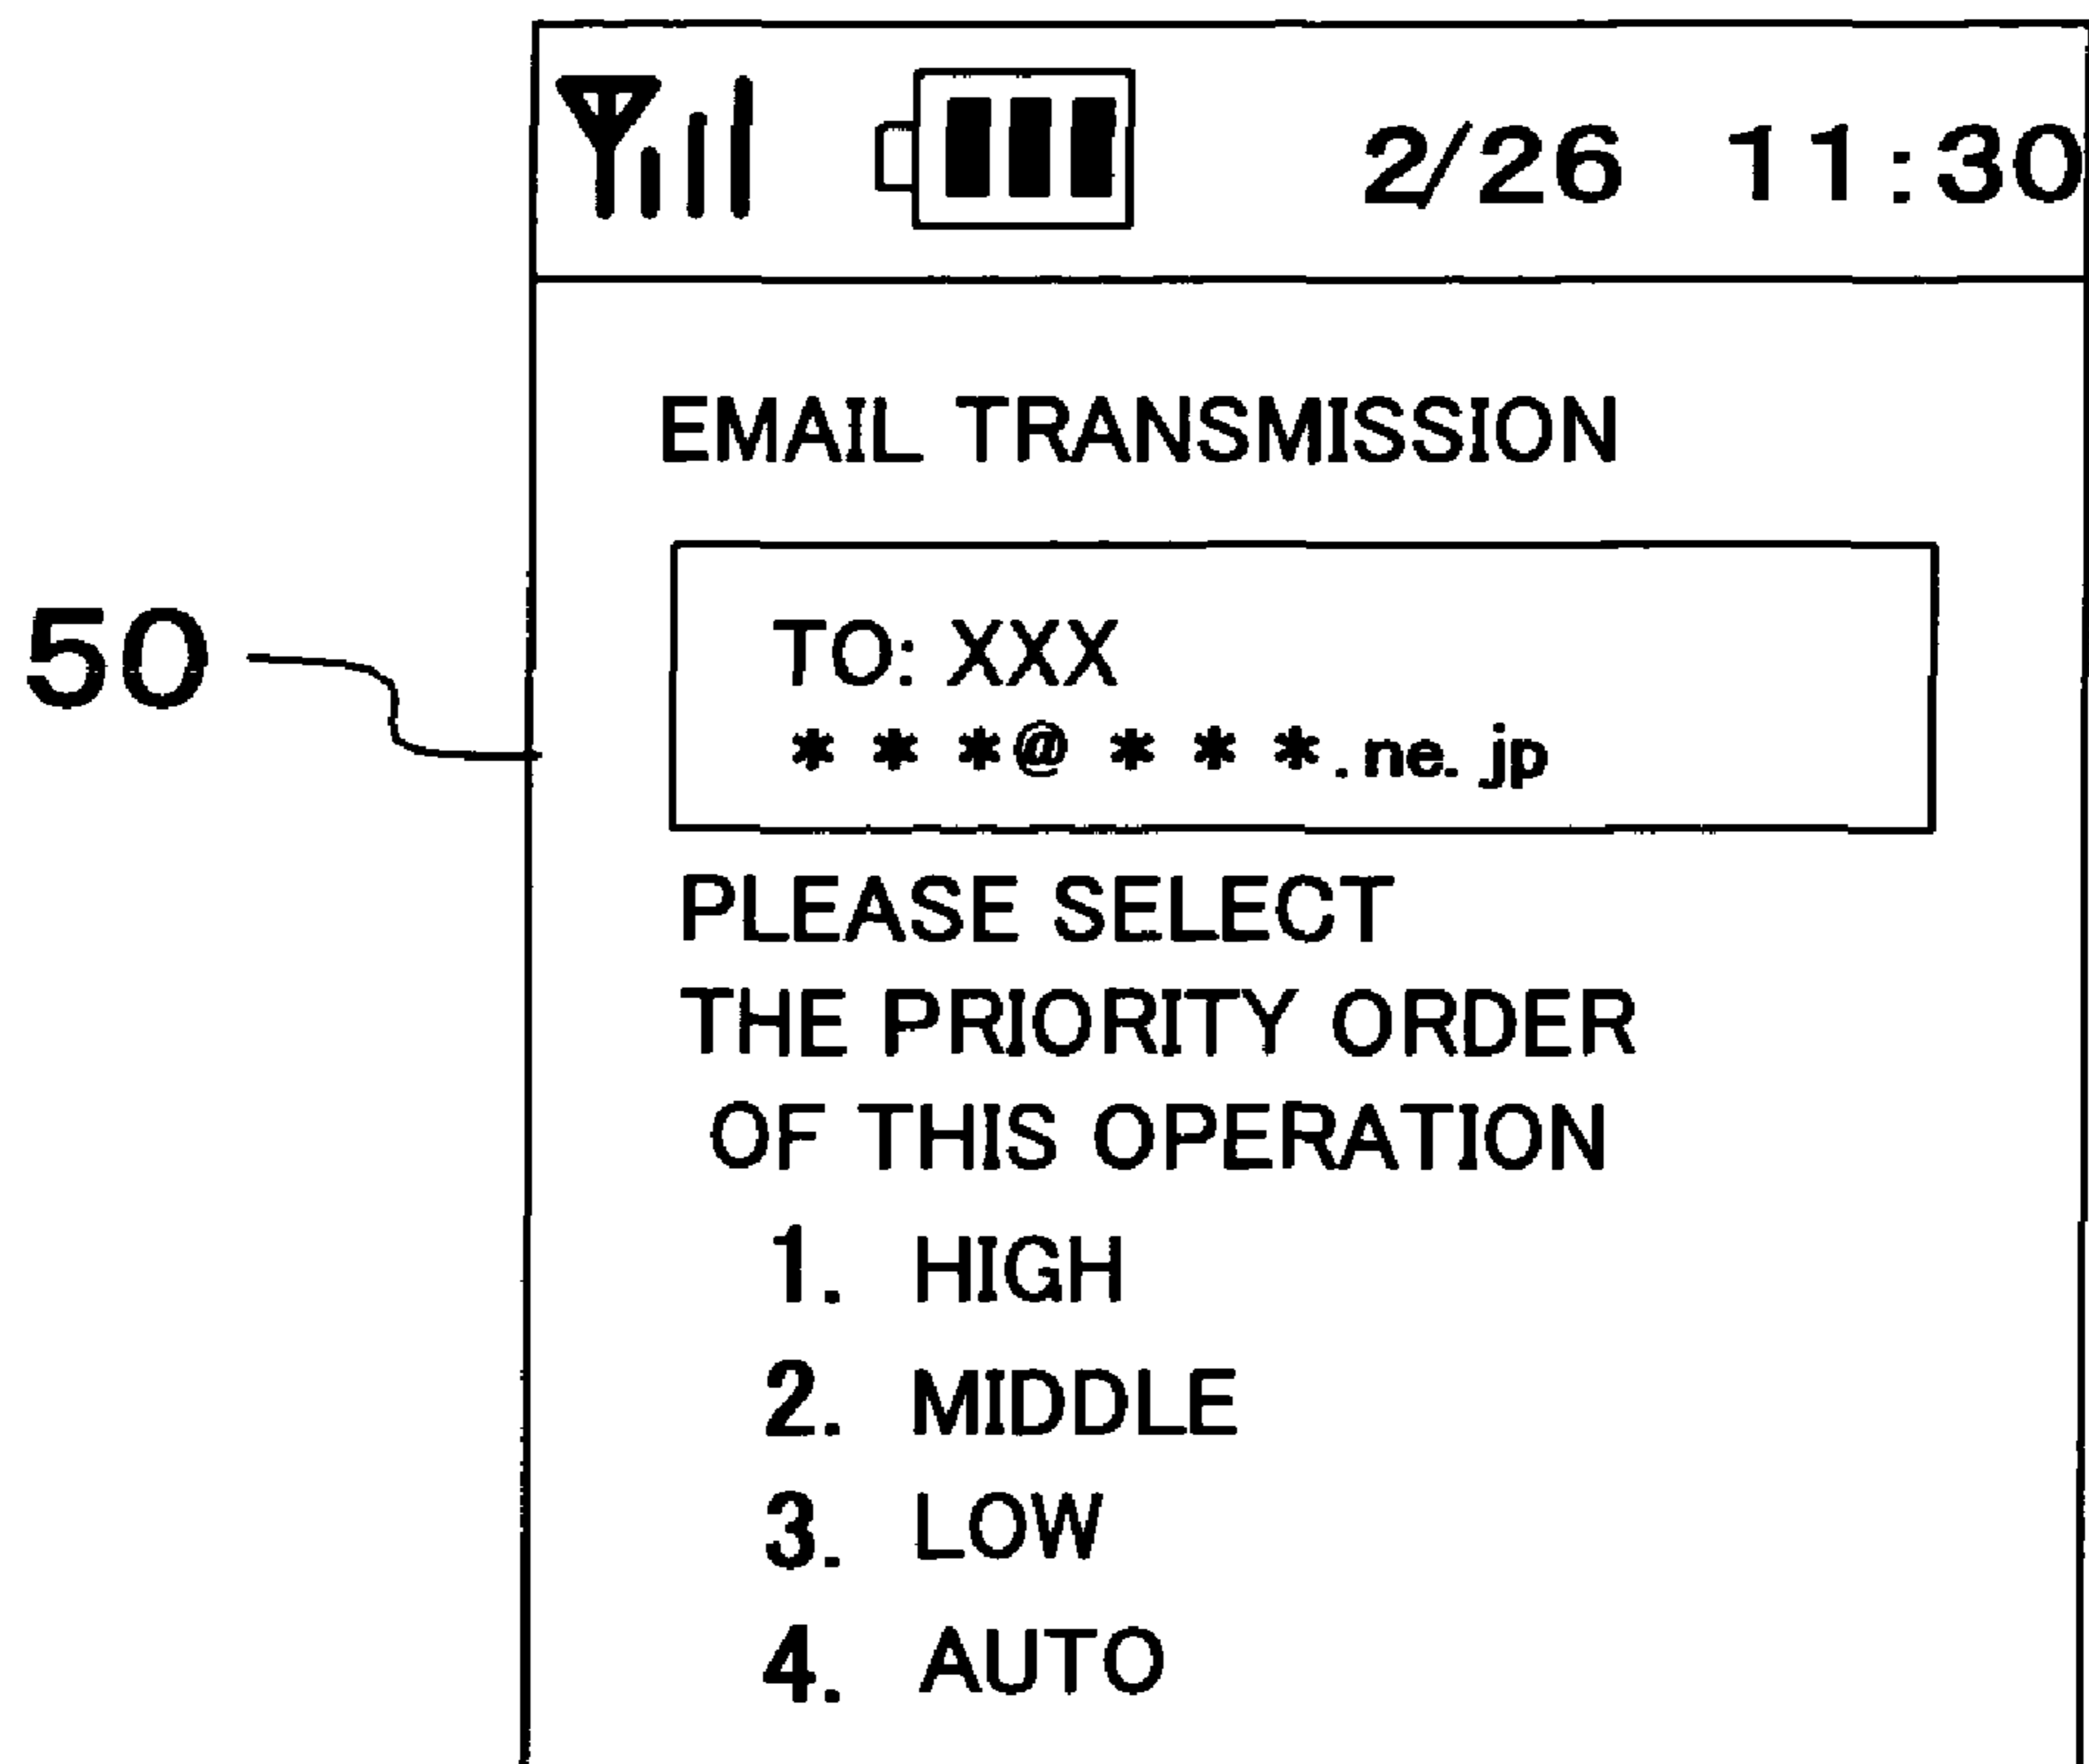 2/26 11:30
EMAIL TRANSMISSION
50
TO: XXX
* * *@ * * *.ne.jp
PLEASE SELECT
THE PRIORITY ORDER
OF THIS OPERATION
1. HIGH
2. MIDDLE
3. LOW
4. AUTO